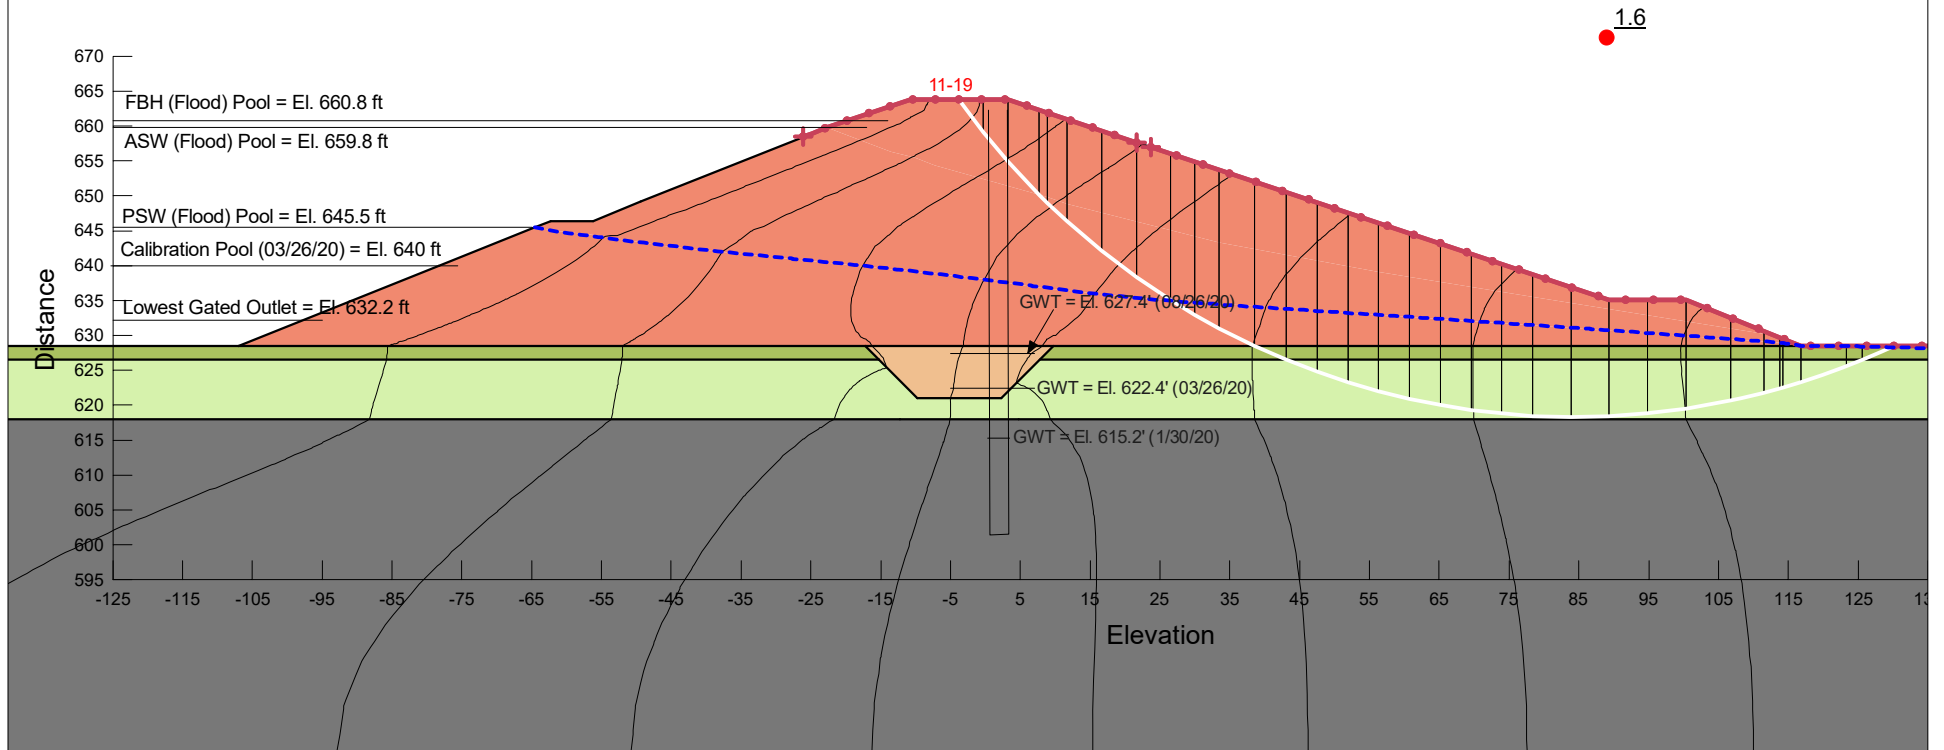 1.6
670
11-19
665
FBH (Flood) Pool = El. 660.8 ft
660
ASW (Flood) Pool = El. 659.8 ft
655
650
PSW (Flood) Pool = El. 645.5 ft
645
Calibration Pool (03/26/20) = El. 640 ft
640
635
GWT = El. 627.4' (08/26/20)
Lowest Gated Outlet = El. 632.2 ft
630
Distance
625
GWT = El. 622.4' (03/26/20)
620
615
GWT = El. 615.2' (1/30/20)
610
605
600
595
-125 -115 -105 -95 -85 -75 -65 -55 -45 -35 -25 -15 -5 5 15 25 35 45 55 65 75 85 95 105 115 125
Elevation